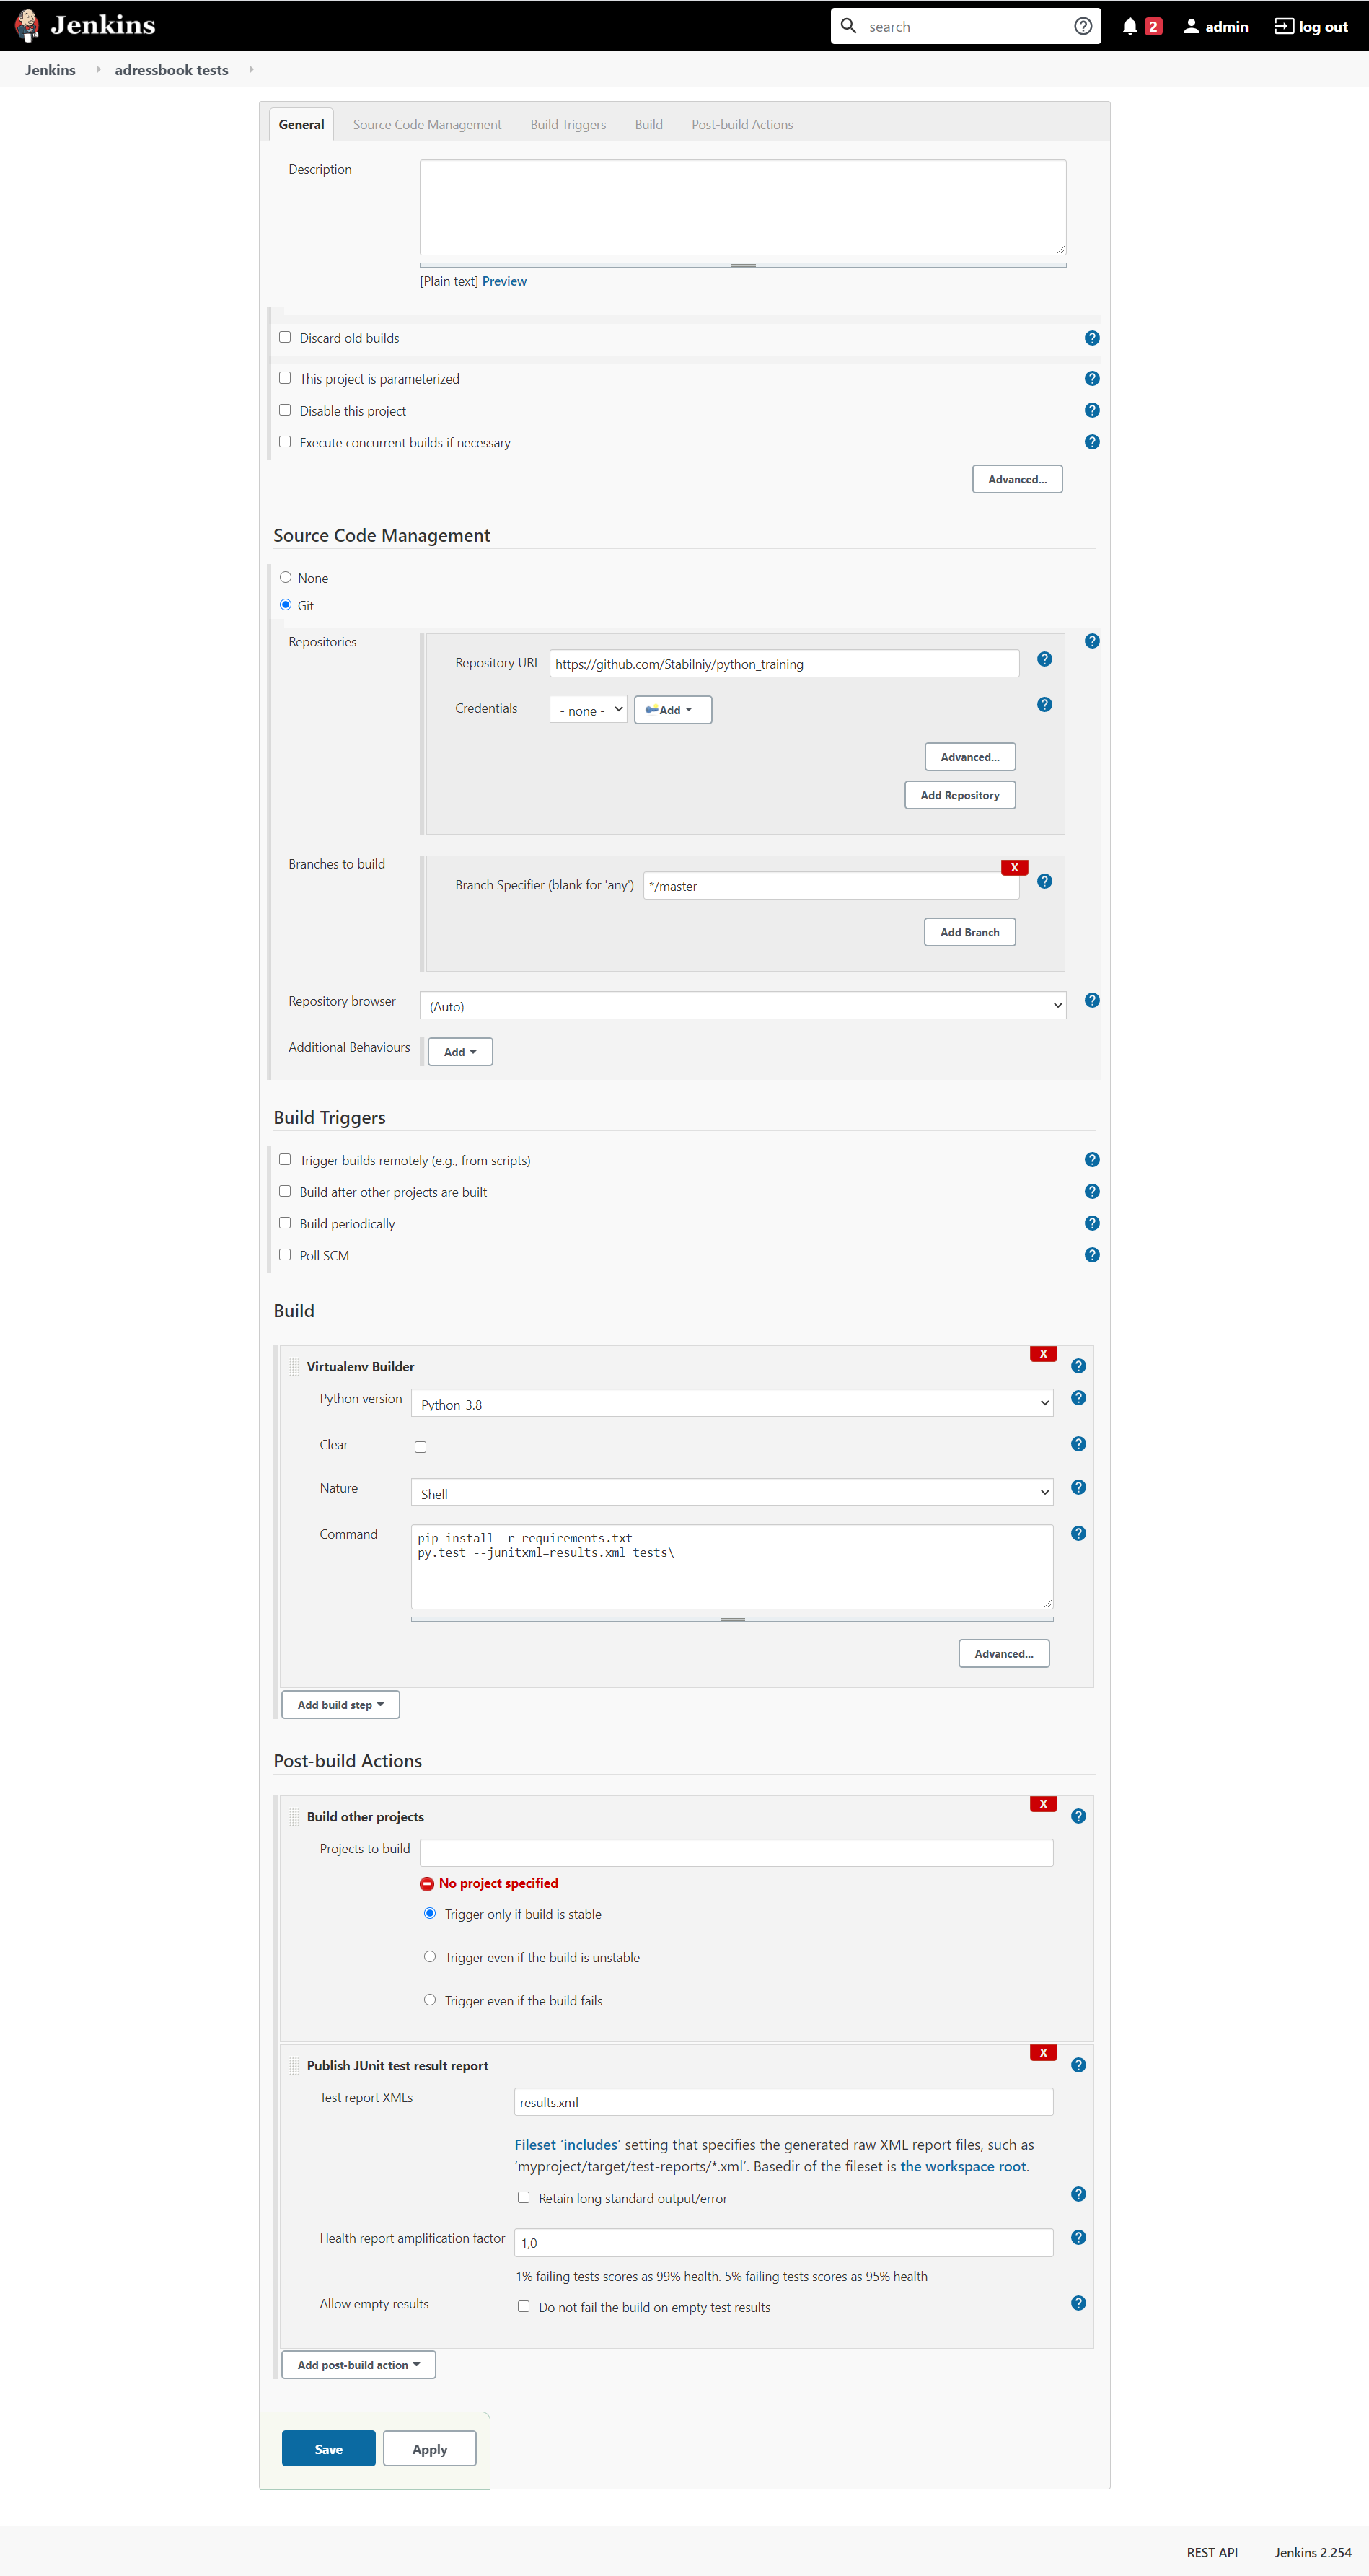 Jenkins
search
2
admin
log out
Jenkins
adressbook tests
General
Source Code Management
Build Triggers
Build
Post-build Actions
Description
[Plain text] Preview
Discard old builds
This project is parameterized
Disable this project
Execute concurrent builds if necessary
Advanced...
Source Code Management
None
Git
Repositories
Repository URL
https://github.com/Stabilniy/python_training
Credentials
- none -
Add
Advanced...
Add Repository
Branches to build
X
Branch Specifier (blank for 'any')
*/master
Add Branch
Repository browser
(Auto)
Additional Behaviours
Add
Build Triggers
Trigger builds remotely (e.g., from scripts)
Build after other projects are built
Build periodically
Poll SCM
Build
X
Virtualenv Builder
Python version
Python 3.8
Clear
Nature
Shell
Command
pip install -r requirements.txt
py.test --junitxml=results.xml tests\
Advanced...
Add build step
Post-build Actions
X
Build other projects
Projects to build
No project specified
Trigger only if build is stable
Trigger even if the build is unstable
Trigger even if the build fails
X
Publish JUnit test result report
Test report XMLs
results.xml
Fileset ‘includes’ setting that specifies the generated raw XML report files, such as
‘myproject/target/test-reports/*.xml’. Basedir of the fileset is the workspace root.
Retain long standard output/error
Health report amplification factor
1,0
1% failing tests scores as 99% health. 5% failing tests scores as 95% health
Allow empty results
Do not fail the build on empty test results
Add post-build action
Save
Apply
REST API
Jenkins 2.254